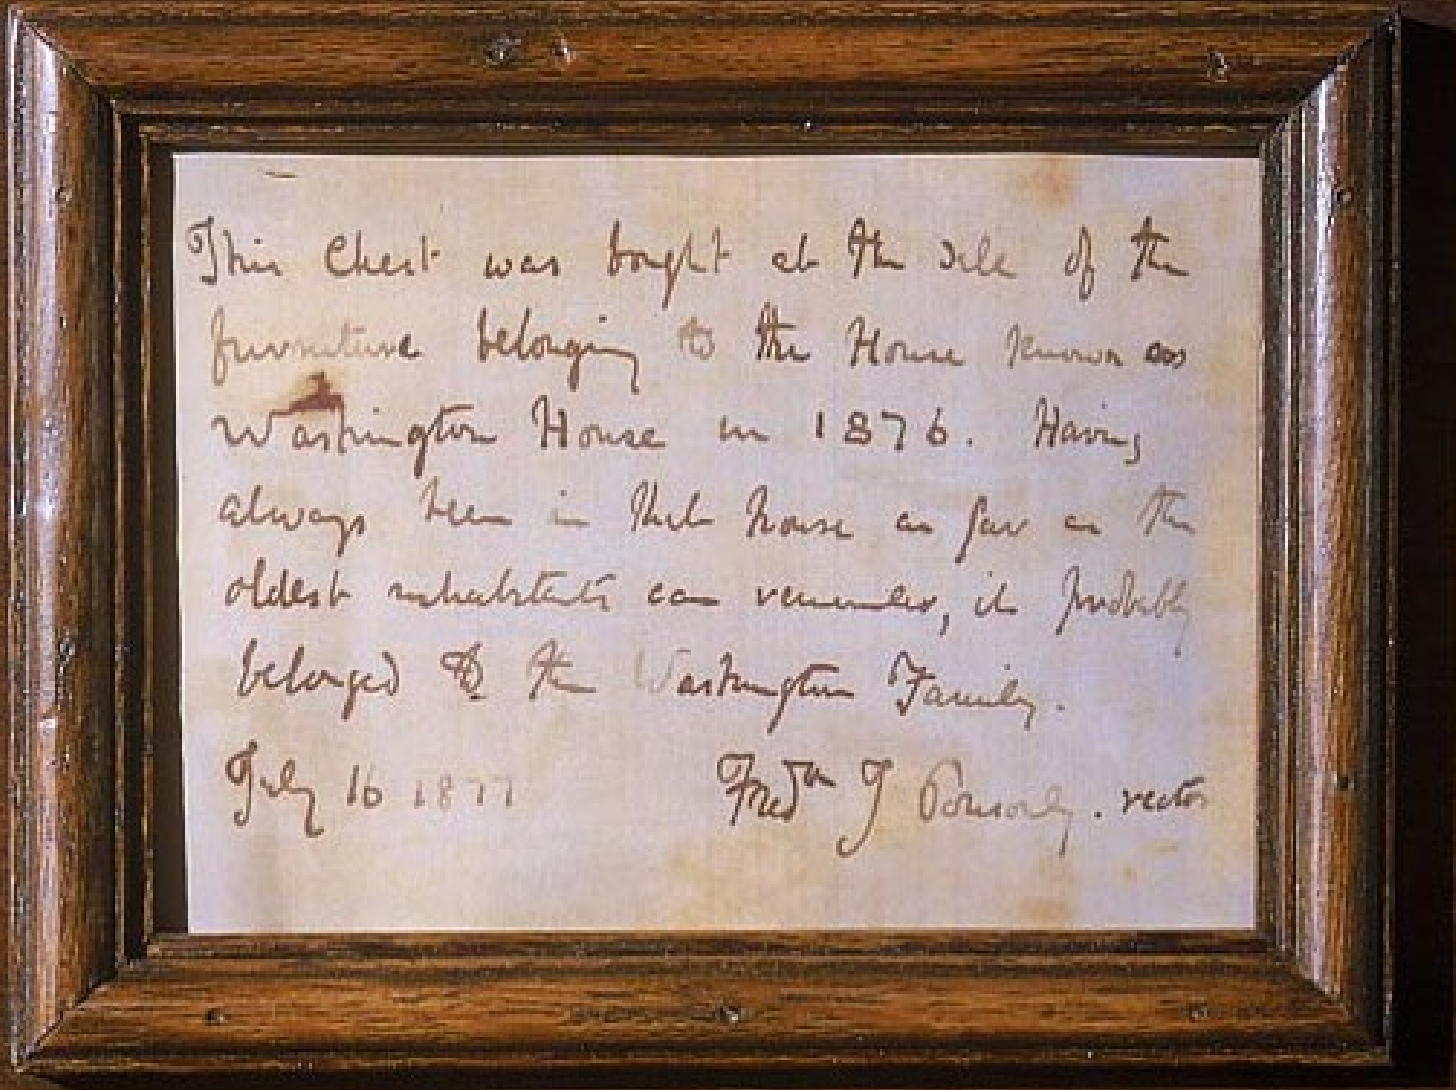 This Chest was bought at the sale of the
furniture belonging to the House known as
Washington House in 1876. Having
always been in that house as far as the
oldest inhabitants can remember, it probably
belonged to the Washington Family.
July 16 1877 Fredk J Ponsonby. rector